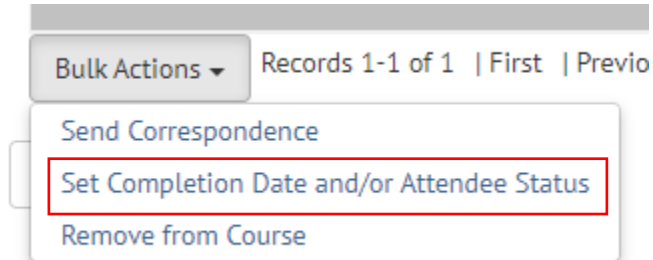 Bulk Actions Records 1-1 of 1 | First | Previo
Send Correspondence
Set Completion Date and/or Attendee Status
Remove from Course